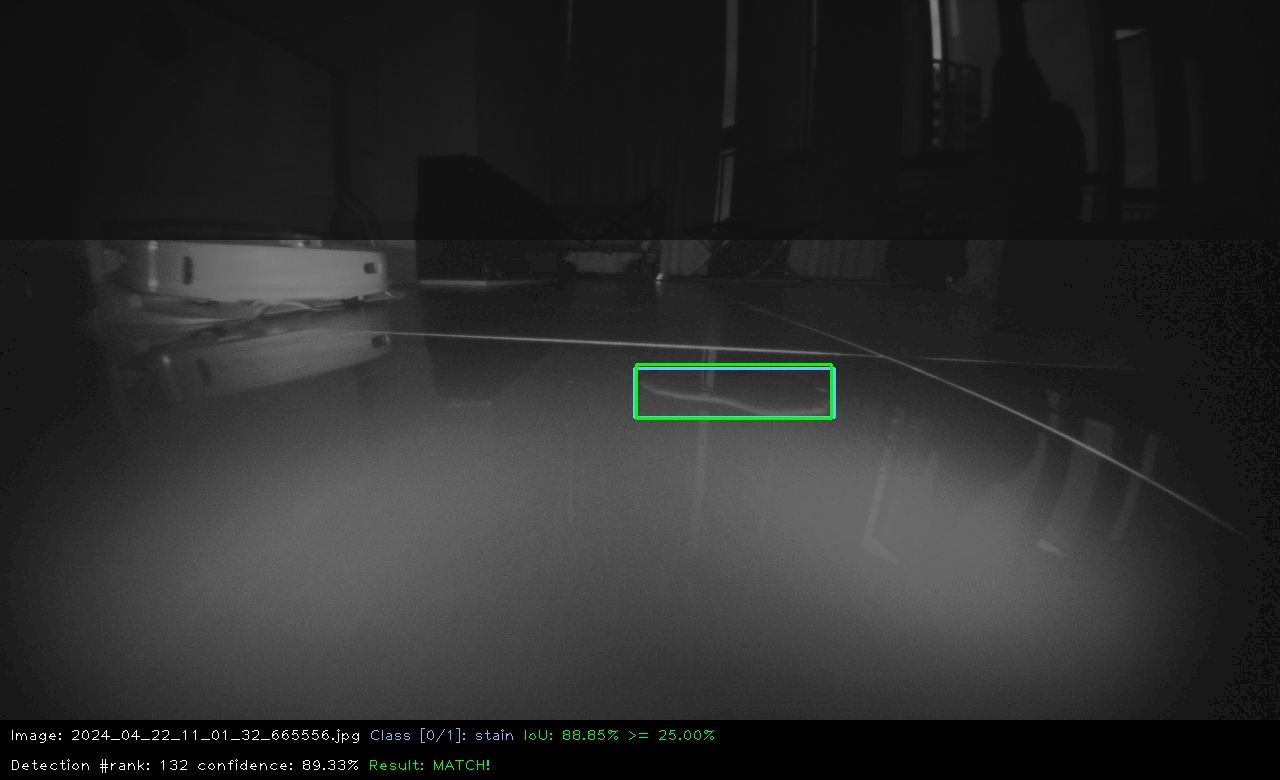 Image: 2024_04_22_11_01_32_665556.jpg Class [0/1]: stain IoU: 88.85% >= 25.00%
Detection #rank: 132 confidence: 89.33% Result: MATCH!